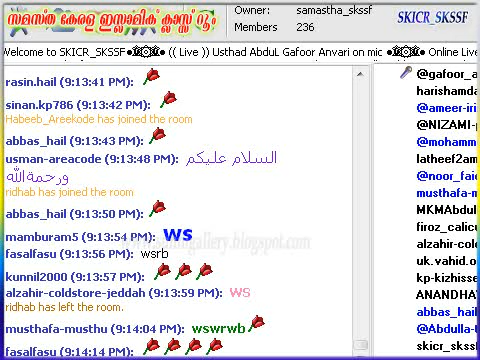 സമസ്ത കേരള ഇസ്ലാമിക് ക്ലാസ് റൂം
Owner: samastha_skssf
Members 236
SKICR_SKSSF
Welcome to SKICR_SKSSF (( Live )) Usthad AbduL Gafoor Anvari on mic Online Live
rasin.hail (9:13:41 PM):
sinan.kp786 (9:13:42 PM):
Habeeb_Areekode has joined the room
abbas_hail (9:13:43 PM):
usman-areacode (9:13:48 PM): السلام عليكم
ورحمةالله
ridhab has joined the room
abbas_hail (9:13:50 PM):
mamburam5 (9:13:54 PM): ws
fasalfasu (9:13:56 PM): wsrb
kunnil2000 (9:13:57 PM):
alzahir-coldstore-jeddah (9:13:59 PM): ws
ridhab has left the room.
musthafa-musthu (9:14:04 PM): wswrwb
fasalfasu (9:14:14 PM):
@gafoor_a
harishamda
@ameer-iri
@NIZAMI-
@mohamm
latheef2am
@noor_faic
musthafa-m
MKMAbdul
firoz_calicu
alzahir-cold
uk.vahid.o
kp-kizhisse
ANANDHA
abbas_hail
@Abdulla-t
skicr_skssf